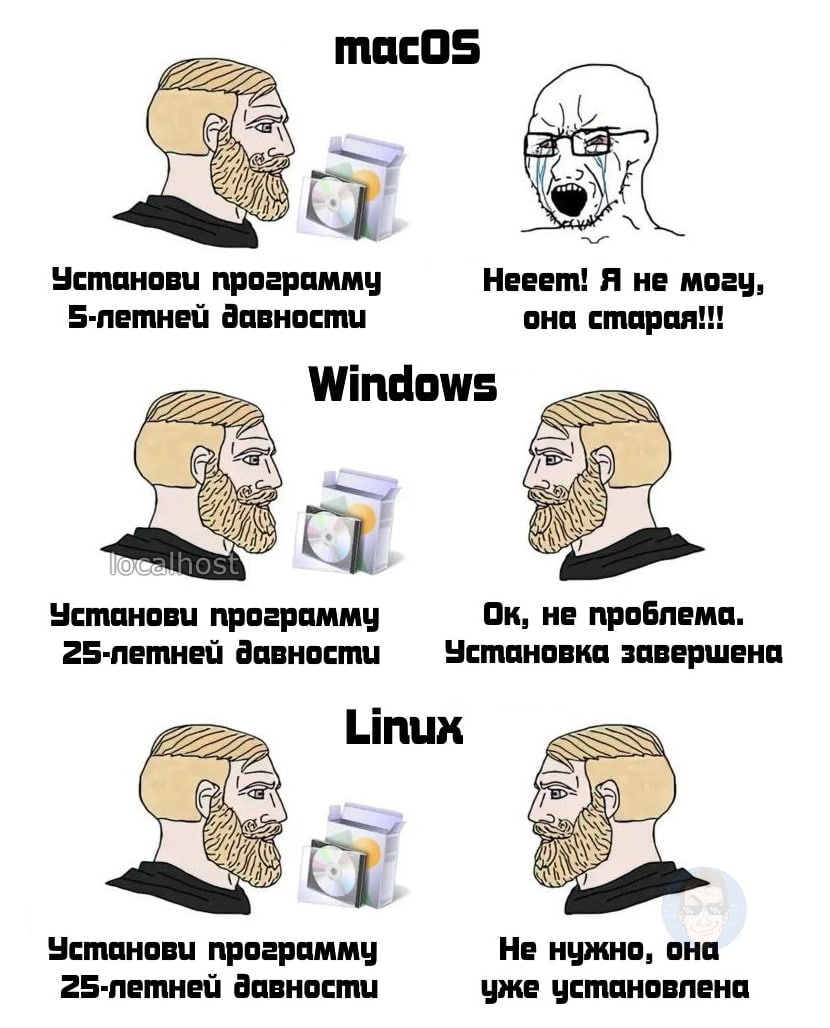 macOS
Установи программу
5-летней давности
Нееет! Я не могу,
она старая!!!
Windows
localhost
Установи программу
25-летней давности
Ок, не проблема.
Установка завершена
Linux
Установи программу
25-летней давности
Не нужно, она
уже установлена